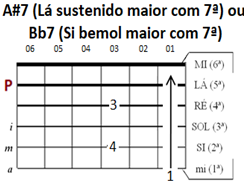 A#7 (Lá sustenido maior com 7ª) ou
Bb7 (Si bemol maior com 7ª)
06 05 04 03 02 01
MI (6ª)
P LÁ (5ª)
3 RÉ (4ª)
i SOL (3ª)
m 4 SI (2ª)
a 1 mi (1ª)